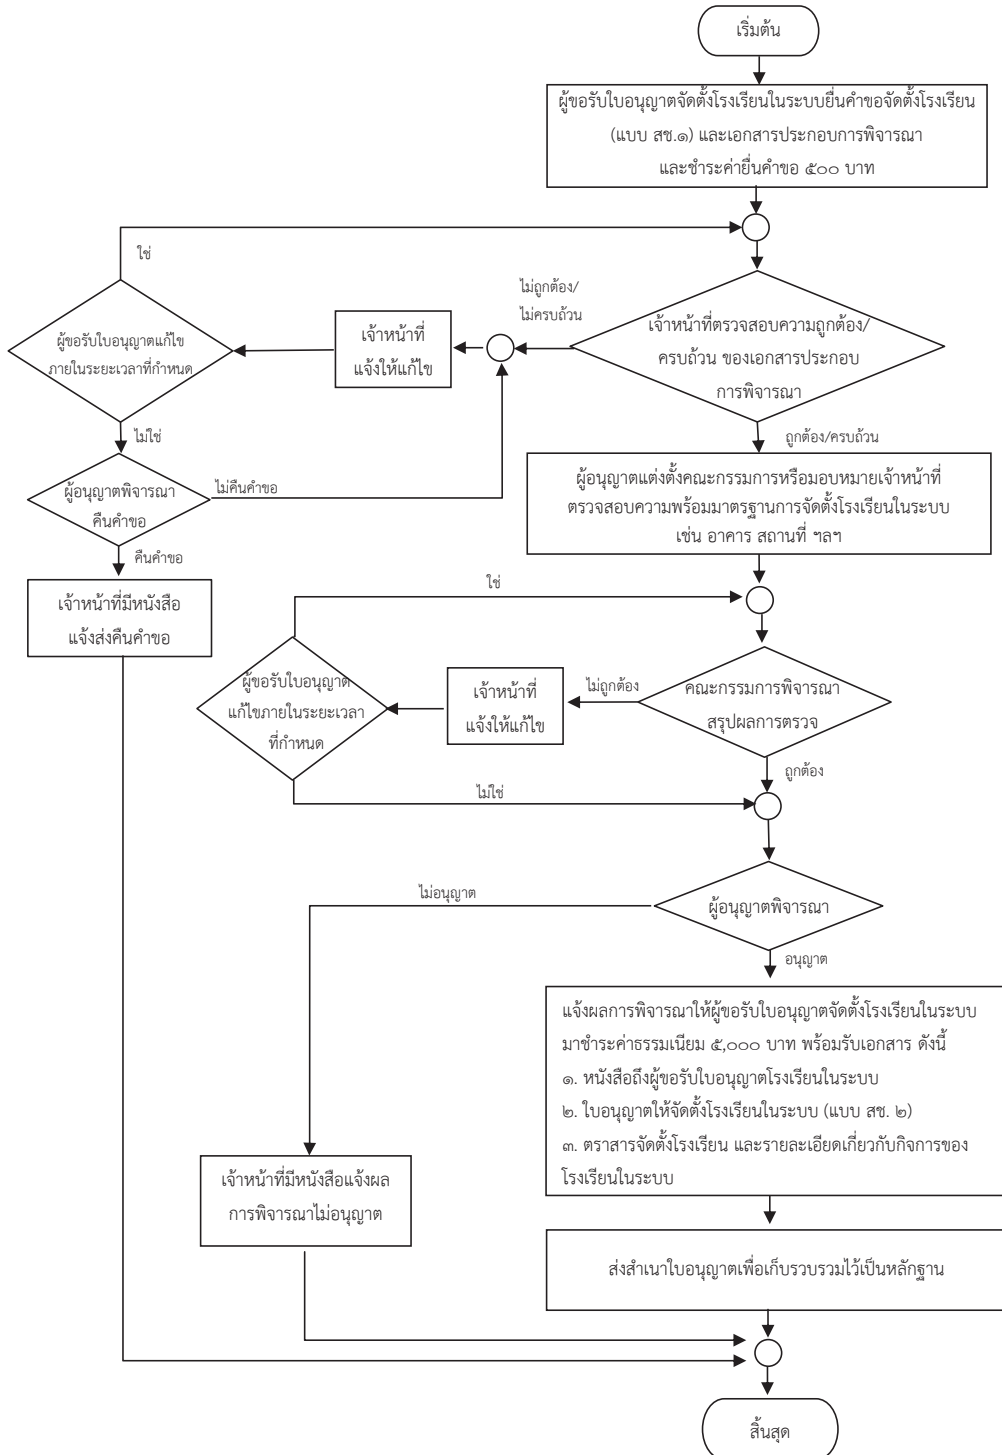 เริ่มต้น
ผู้ขอรับใบอนุญาตจัดตั้งโรงเรียนในระบบยื่นคำขอจัดตั้งโรงเรียน
(แบบ สช.๑) และเอกสารประกอบการพิจารณา
และชำระค่ายื่นคำขอ ๕๐๐ บาท
ใช่
ไม่ถูกต้อง/
ไม่ครบถ้วน
เจ้าหน้าที่ตรวจสอบความถูกต้อง/
ครบถ้วน ของเอกสารประกอบ
การพิจารณา
เจ้าหน้าที่
แจ้งให้แก้ไข
ผู้ขอรับใบอนุญาตแก้ไข
ภายในระยะเวลาที่กำหนด
ไม่ใช่
ถูกต้อง/ครบถ้วน
ผู้อนุญาตพิจารณา
คืนคำขอ
ไม่คืนคำขอ
คืนคำขอ
ผู้อนุญาตแต่งตั้งคณะกรรมการหรือมอบหมายเจ้าหน้าที่
ตรวจสอบความพร้อมมาตรฐานการจัดตั้งโรงเรียนในระบบ
เช่น อาคาร สถานที่ ฯลฯ
เจ้าหน้าที่มีหนังสือ
แจ้งส่งคืนคำขอ
ใช่
ผู้ขอรับใบอนุญาต
แก้ไขภายในระยะเวลา
ที่กำหนด
เจ้าหน้าที่
แจ้งให้แก้ไข
ไม่ถูกต้อง
คณะกรรมการพิจารณา
สรุปผลการตรวจ
ถูกต้อง
ไม่ใช่
ไม่อนุญาต
ผู้อนุญาตพิจารณา
อนุญาต
แจ้งผลการพิจารณาให้ผู้ขอรับใบอนุญาตจัดตั้งโรงเรียนในระบบ
มาชำระค่าธรรมเนียม ๕,๐๐๐ บาท พร้อมรับเอกสาร ดังนี้
๑. หนังสือถึงผู้ขอรับใบอนุญาตโรงเรียนในระบบ
๒. ใบอนุญาตให้จัดตั้งโรงเรียนในระบบ (แบบ สช. ๒)
๓. ตราสารจัดตั้งโรงเรียน และรายละเอียดเกี่ยวกับกิจการของ
โรงเรียนในระบบ
เจ้าหน้าที่มีหนังสือแจ้งผล
การพิจารณาไม่อนุญาต
ส่งสำเนาใบอนุญาตเพื่อเก็บรวบรวมไว้เป็นหลักฐาน
สิ้นสุด